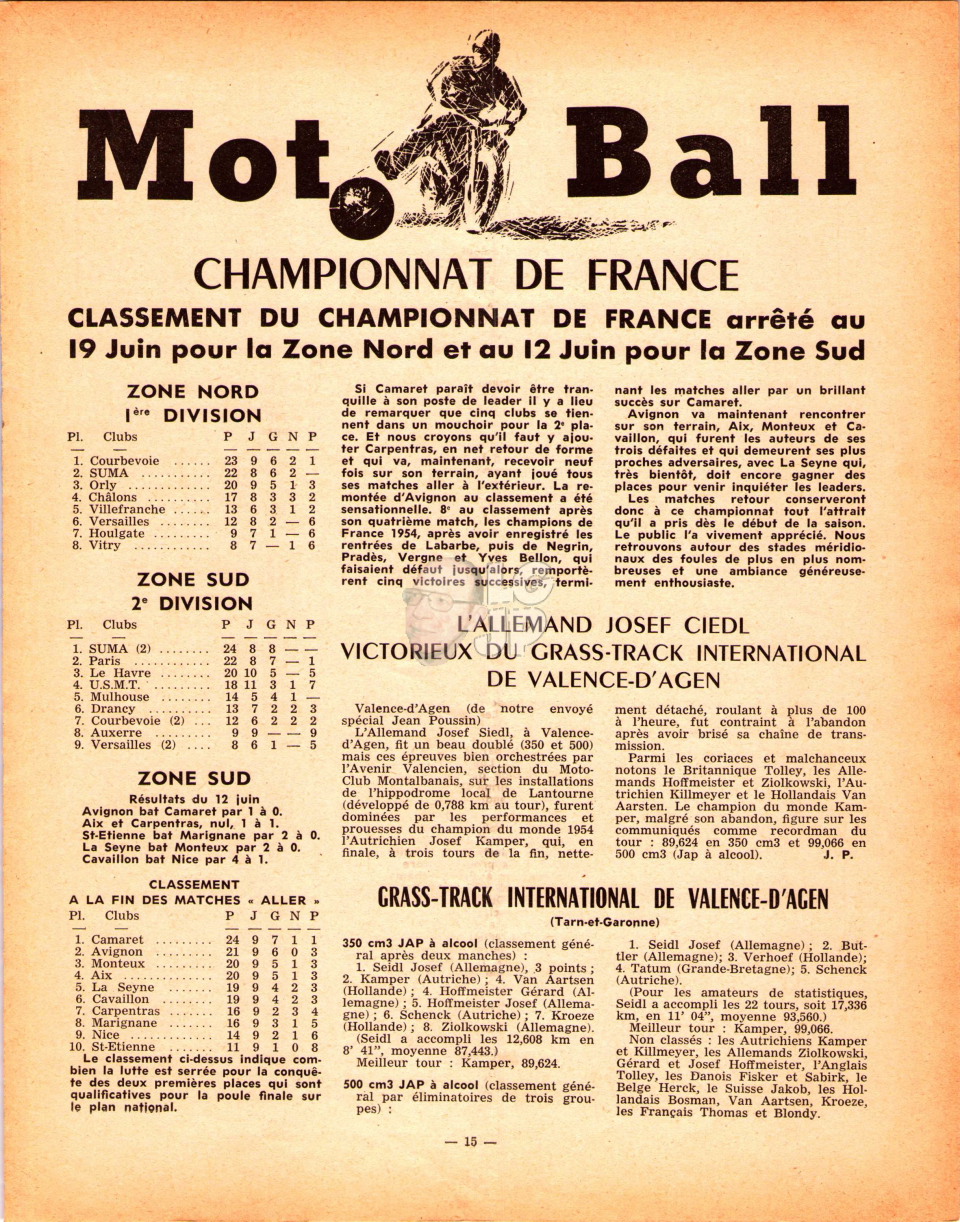 Mot Ball
CHAMPIONNAT DE FRANCE
CLASSEMENT DU CHAMPIONNAT DE FRANCE arrêté au
19 Juin pour la Zone Nord et au 12 Juin pour la Zone Sud
ZONE NORD
1ère DIVISION
Pl. Clubs P J G N P
1. Courbevoie ...... 23 9 6 2 1
2. SUMA .......... 22 8 6 2 —
3. Orly .......... 20 9 5 1 3
4. Châlons ......... 17 8 3 3 2
5. Villefranche ...... 13 6 3 1 2
6. Versailles ........ 12 8 2 — 6
7. Houlgate ......... 9 7 1 — 6
8. Vitry ............ 8 7 — 1 6
ZONE SUD
2e DIVISION
Pl. Clubs P J G N P
1. SUMA (2) ........ 24 8 8 — —
2. Paris ............ 22 8 7 — 1
3. Le Havre ........ 20 10 5 — 5
4. U.S.M.T. ......... 18 11 3 1 7
5. Mulhouse ........ 14 5 4 1 —
6. Drancy .......... 13 7 2 2 3
7. Courbevoie (2) ... 12 6 2 2 2
8. Auxerre ......... 9 9 — — 9
9. Versailles (2) .... 8 6 1 — 5
ZONE SUD
Résultats du 12 juin
Avignon bat Camaret par 1 à 0.
Aix et Carpentras, nul, 1 à 1.
St-Etienne bat Marignane par 2 à 0.
La Seyne bat Monteux par 2 à 0.
Cavaillon bat Nice par 4 à 1.
CLASSEMENT
A LA FIN DES MATCHES « ALLER »
Pl. Clubs P J G N P
1. Camaret ......... 24 9 7 1 1
2. Avignon ......... 21 9 6 0 3
3. Monteux ......... 20 9 5 1 3
4. Aix ............. 20 9 5 1 3
5. La Seyne ........ 19 9 4 2 3
6. Cavaillon ........ 19 9 4 2 3
7. Carpentras ....... 16 9 2 3 4
8. Marignane ....... 16 9 3 1 5
9. Nice ............ 14 9 2 1 6
10. St-Etienne ....... 11 9 1 0 8
Le classement ci-dessus indique com-
bien la lutte est serrée pour la conquê-
te des deux premières places qui sont
qualificatives pour la poule finale sur
le plan national.
Si Camaret paraît devoir être tran-
quille à son poste de leader il y a lieu
de remarquer que cinq clubs se tien-
nent dans un mouchoir pour la 2e pla-
ce. Et nous croyons qu'il faut y ajou-
ter Carpentras, en net retour de forme
et qui va, maintenant, recevoir neuf
fois sur son terrain, ayant joué tous
ses matches aller à l'extérieur. La re-
montée d'Avignon au classement a été
sensationnelle. 8e au classement après
son quatrième match, les champions de
France 1954, après avoir enregistré les
rentrées de Labarbe, puis de Negrin,
Pradès, Vergne et Yves Bellon, qui
faisaient défaut jusqu'alors, remportè-
rent cinq victoires successives, termi-
nant les matches aller par un brillant
succès sur Camaret.
Avignon va maintenant rencontrer
sur son terrain, Aix, Monteux et Ca-
vaillon, qui furent les auteurs de ses
trois défaites et qui demeurent ses plus
proches adversaires, avec La Seyne qui,
très bientôt, doit encore gagner des
places pour venir inquiéter les leaders.
Les matches retour conserveront
donc à ce championnat tout l'attrait
qu'il a pris dès le début de la saison.
Le public l'a vivement apprécié. Nous
retrouvons autour des stades méridio-
naux des foules de plus en plus nom-
breuses et une ambiance généreuse-
ment enthousiaste.
L'ALLEMAND JOSEF CIEDL
VICTORIEUX DU GRASS-TRACK INTERNATIONAL
DE VALENCE-D'AGEN
Valence-d'Agen (de notre envoyé
spécial Jean Poussin)
L'Allemand Josef Siedl, à Valence-
d'Agen, fit un beau doublé (350 et 500)
mais ces épreuves bien orchestrées par
l'Avenir Valencien, section du Moto-
Club Montalbanais, sur les installations
de l'hippodrome local de Lantourne
(développé de 0,788 km au tour), furent
dominées par les performances et
prouesses du champion du monde 1954
l'Autrichien Josef Kamper, qui, en
finale, à trois tours de la fin, nette-
ment détaché, roulant à plus de 100
à l'heure, fut contraint à l'abandon
après avoir brisé sa chaîne de trans-
mission.
Parmi les coriaces et malchanceux
notons le Britannique Tolley, les Alle-
mands Hoffmeister et Ziolkowski, l'Au-
trichien Killmeyer et le Hollandais Van
Aarsten. Le champion du monde Kam-
per, malgré son abandon, figure sur les
communiqués comme recordman du
tour : 89,624 en 350 cm3 et 99,066 en
500 cm3 (Jap à alcool). J. P.
GRASS-TRACK INTERNATIONAL DE VALENCE-D'AGEN
(Tarn-et-Garonne)
350 cm3 JAP à alcool (classement géné-
ral après deux manches) :
1. Seidl Josef (Allemagne), 3 points ;
2. Kamper (Autriche) ; 4. Van Aartsen
(Hollande) ; 4. Hoffmeister Gérard (Al-
lemagne) ; 5. Hoffmeister Josef (Allema-
gne) ; 6. Schenck (Autriche) ; 7. Kroeze
(Hollande) ; 8. Ziolkowski (Allemagne).
(Seidl a accompli les 12,608 km en
8' 41", moyenne 87,443.)
Meilleur tour : Kamper, 89,624.
500 cm3 JAP à alcool (classement géné-
ral par éliminatoires de trois grou-
pes) :
1. Seidl Josef (Allemagne) ; 2. But-
tler (Allemagne); 3. Verhoef (Hollande);
4. Tatum (Grande-Bretagne); 5. Schenck
(Autriche).
(Pour les amateurs de statistiques,
Seidl a accompli les 22 tours, soit 17,336
km, en 11' 04", moyenne 93,560.)
Meilleur tour : Kamper, 99,066.
Non classés : les Autrichiens Kamper
et Killmeyer, les Allemands Ziolkowski,
Gérard et Josef Hoffmeister, l'Anglais
Tolley, les Danois Fisker et Sabirk, le
Belge Herck, le Suisse Jakob, les Hol-
landais Bosman, Van Aartsen, Kroeze,
les Français Thomas et Blondy.
— 15 —